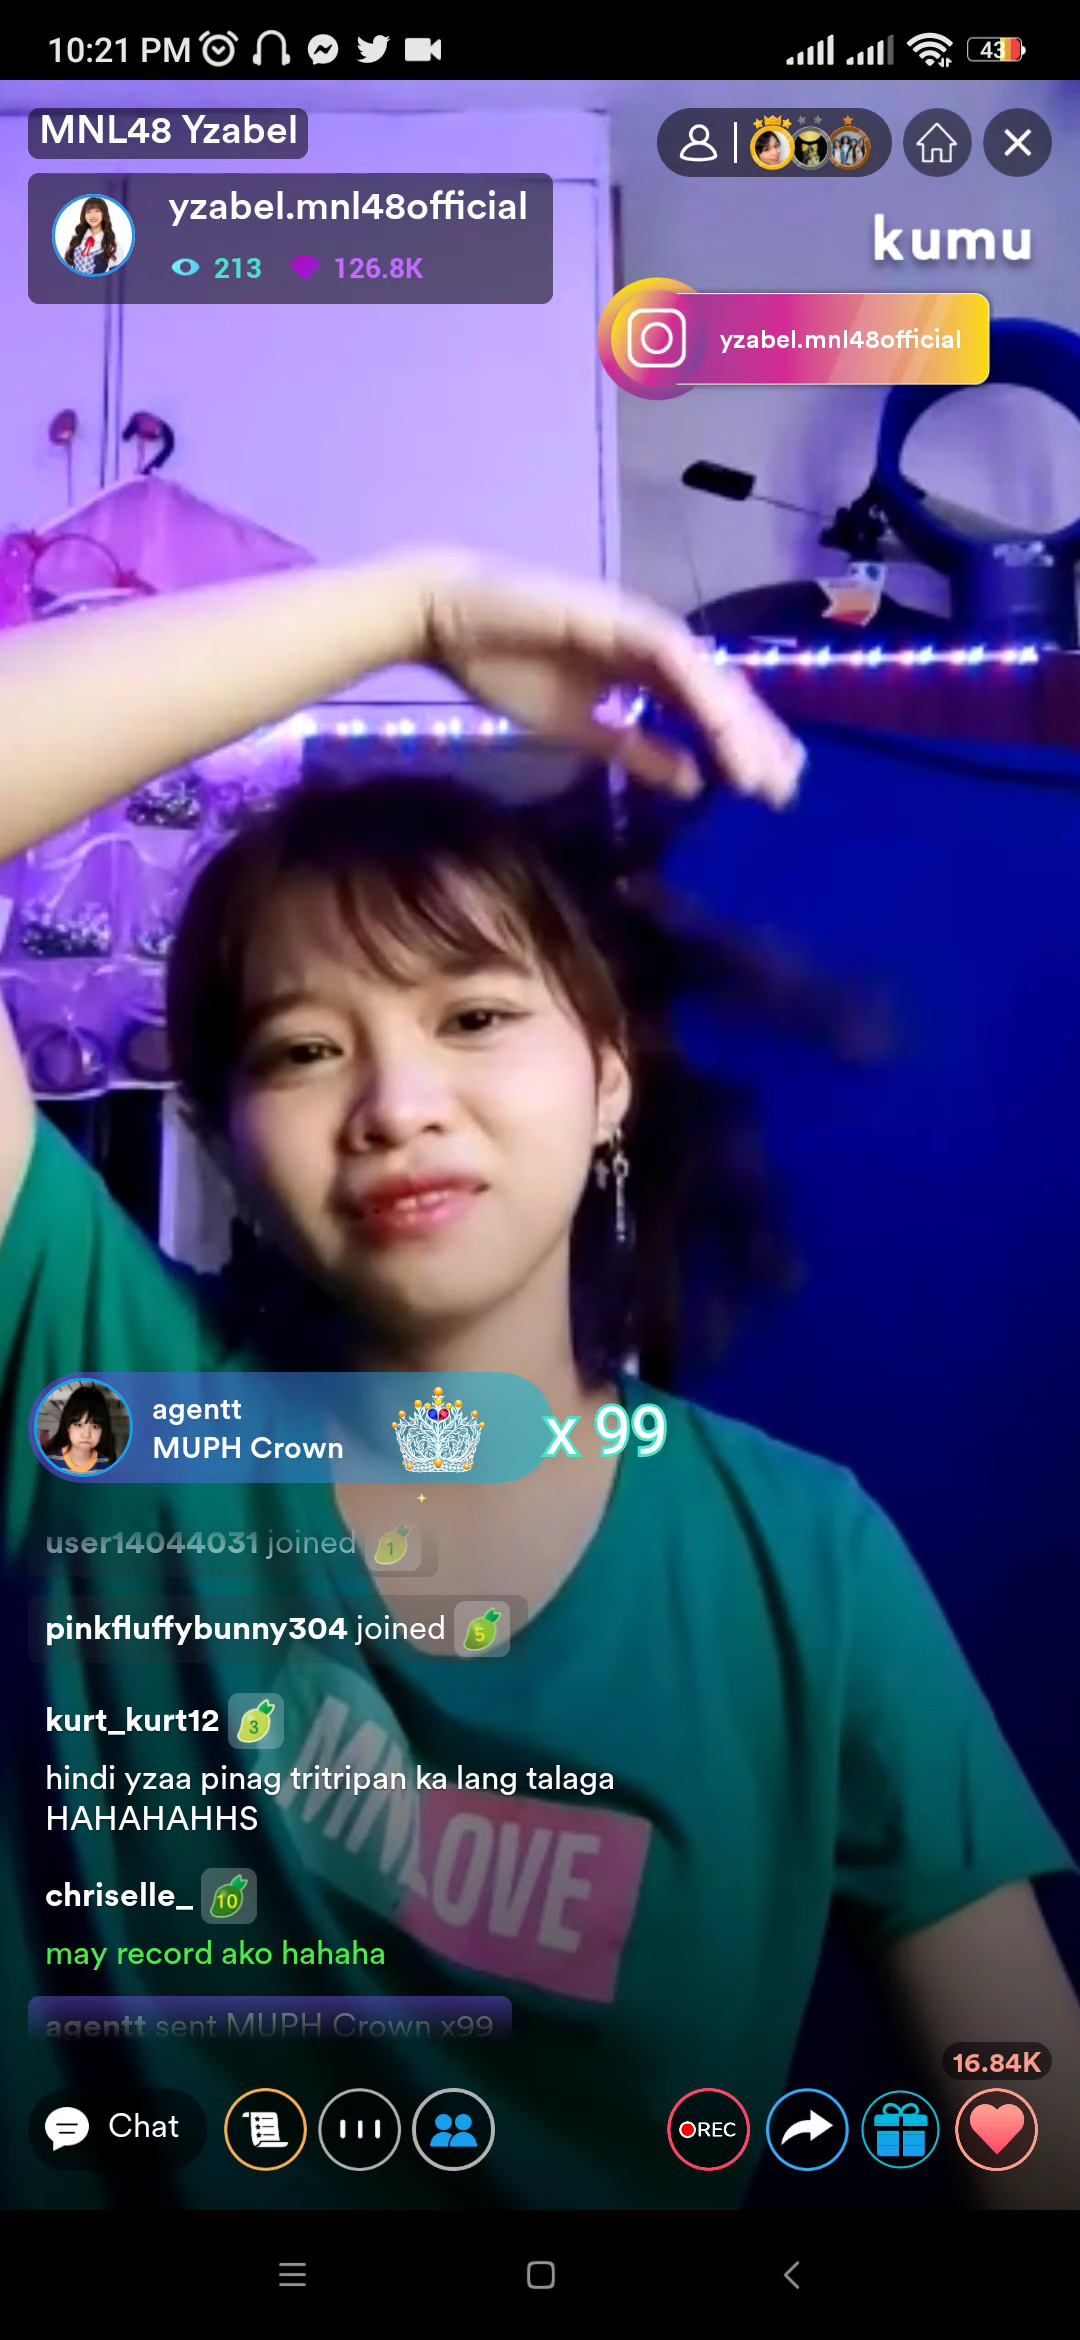 10:21 PM
43
MNL48 Yzabel
yzabel.mnl48official
213 126.8K
kumu
yzabel.mnl48official
agentt
MUPH Crown
x 99
user14044031 joined 1
pinkfluffybunny304 joined 5
kurt_kurt12 3
hindi yzaa pinag tritripan ka lang talaga
HAHAHAHHS
chriselle_ 10
may record ako hahaha
agentt sent MUPH Crown x99
MNLOVE
16.84K
Chat
REC